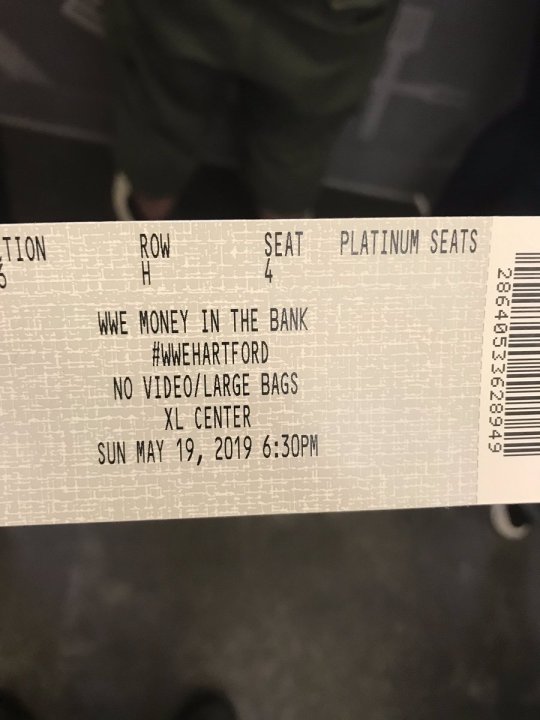 TION ROW SEAT PLATINUM SEATS
6 H 4
WWE MONEY IN THE BANK
#WWEHARTFORD
NO VIDEO/LARGE BAGS
XL CENTER
SUN MAY 19, 2019 6:30PM
28640533628949